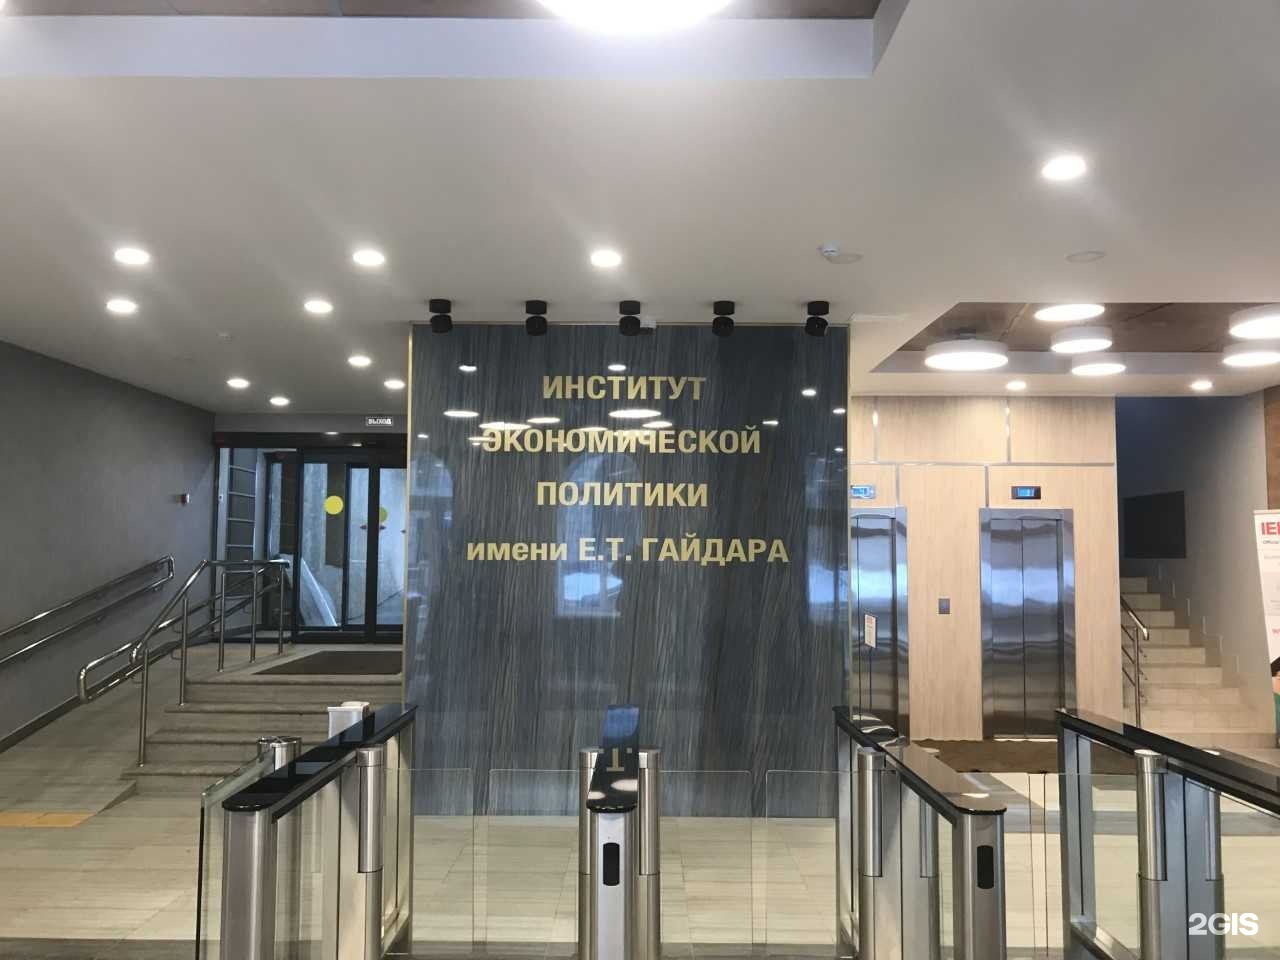 ИНСТИТУТ
ЭКОНОМИЧЕСКОЙ
ПОЛИТИКИ
имени Е.Т. ГАЙДАРА
ВЫХОД
2GIS